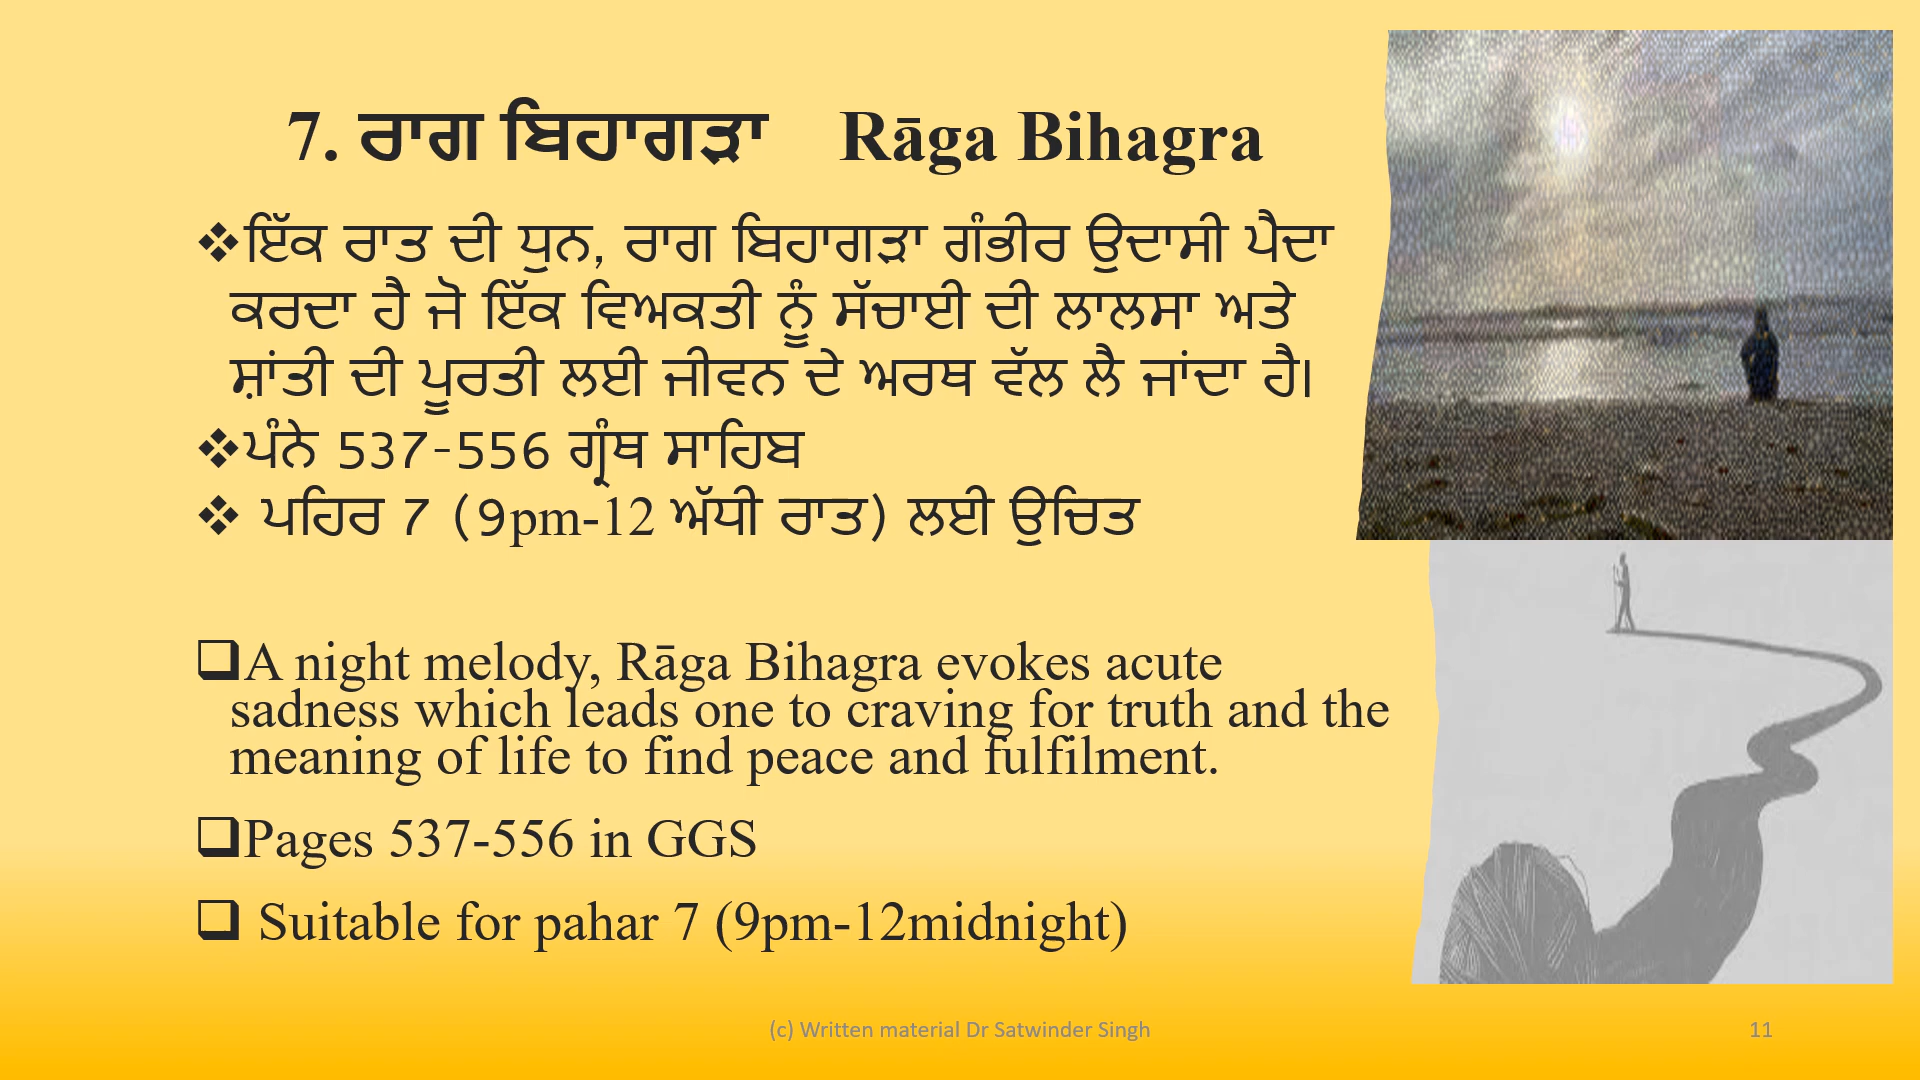 7. ਰਾਗ ਬਿਹਾਗੜਾ Rāga Bihagra
❖ਇੱਕ ਰਾਤ ਦੀ ਧੁਨ, ਰਾਗ ਬਿਹਾਗੜਾ ਗੰਭੀਰ ਉਦਾਸੀ ਪੈਦਾ
ਕਰਦਾ ਹੈ ਜੋ ਇੱਕ ਵਿਅਕਤੀ ਨੂੰ ਸੱਚਾਈ ਦੀ ਲਾਲਸਾ ਅਤੇ
ਸ਼ਾਂਤੀ ਦੀ ਪੂਰਤੀ ਲਈ ਜੀਵਨ ਦੇ ਅਰਥ ਵੱਲ ਲੈ ਜਾਂਦਾ ਹੈ।
❖ਪੰਨੇ 537-556 ਗ੍ਰੰਥ ਸਾਹਿਬ
❖ ਪਹਿਰ 7 (9pm-12 ਅੱਧੀ ਰਾਤ) ਲਈ ਉਚਿਤ
❑A night melody, Rāga Bihagra evokes acute
sadness which leads one to craving for truth and the
meaning of life to find peace and fulfilment.
❑Pages 537-556 in GGS
❑ Suitable for pahar 7 (9pm-12midnight)
(c) Written material Dr Satwinder Singh
11